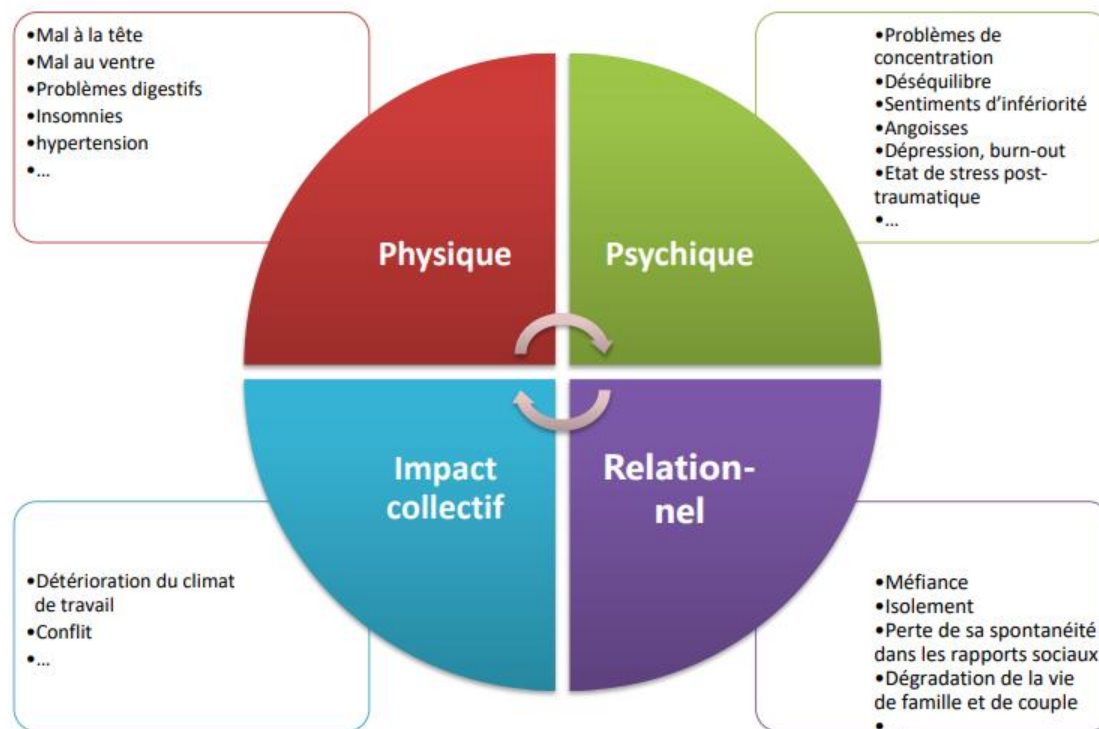 •Mal à la tête
•Mal au ventre
•Problèmes digestifs
•Insomnies
•hypertension
•...
•Problèmes de
concentration
•Déséquilibre
•Sentiments d’infériorité
•Angoisses
•Dépression, burn-out
•Etat de stress post-
traumatique
•...
Physique
Psychique
Impact
collectif
Relation-
nel
•Détérioration du climat
de travail
•Conflit
•...
•Méfiance
•Isolement
•Perte de sa spontanéité
dans les rapports sociaux
•Dégradation de la vie
de famille et de couple
•...